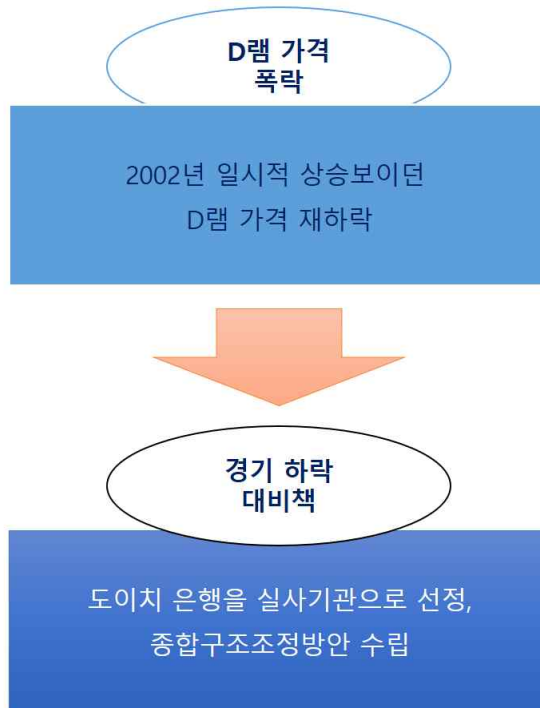 D램 가격
폭락
2002년 일시적 상승보이던
D램 가격 재하락
경기 하락
대비책
도이치 은행을 실사기관으로 선정,
종합구조조정방안 수립